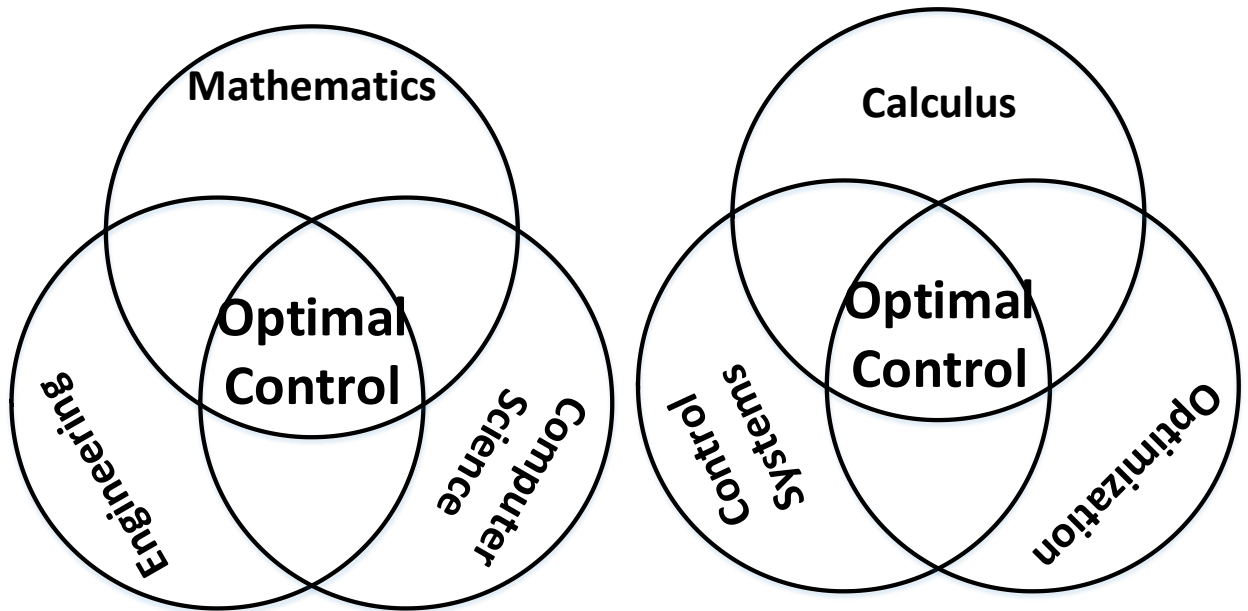 Mathematics
Optimal
Control
Engineering
Computer
Science
Calculus
Optimal
Control
Control
Systems
Optimization